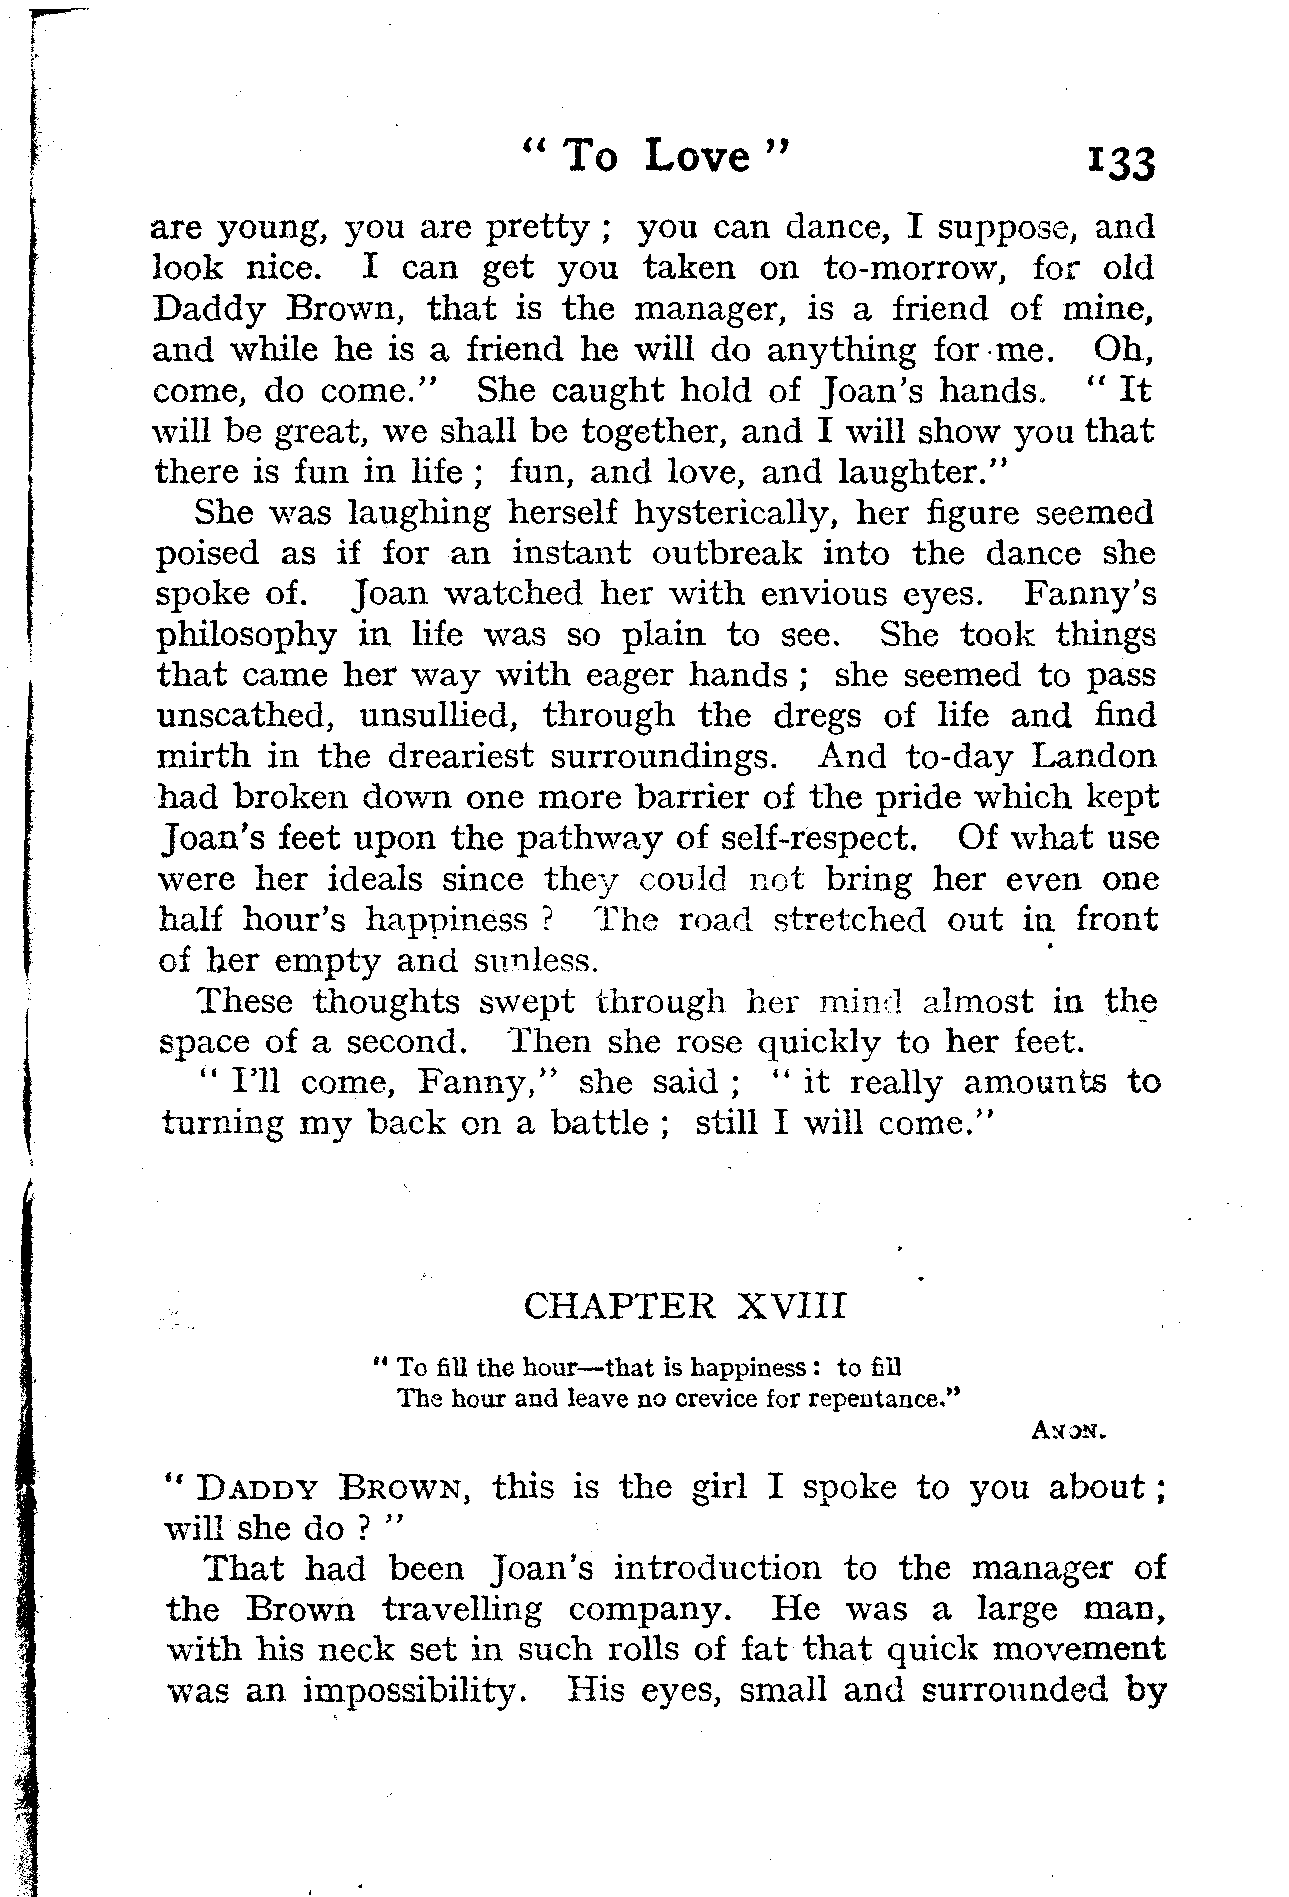 “ To Love ” 133
are young, you are pretty ; you can dance, I suppose, and
look nice. I can get you taken on to-morrow, for old
Daddy Brown, that is the manager, is a friend of mine,
and while he is a friend he will do anything for me. Oh,
come, do come.” She caught hold of Joan’s hands. “ It
will be great, we shall be together, and I will show you that
there is fun in life ; fun, and love, and laughter.”
She was laughing herself hysterically, her figure seemed
poised as if for an instant outbreak into the dance she
spoke of. Joan watched her with envious eyes. Fanny’s
philosophy in life was so plain to see. She took things
that came her way with eager hands ; she seemed to pass
unscathed, unsullied, through the dregs of life and find
mirth in the dreariest surroundings. And to-day Landon
had broken down one more barrier of the pride which kept
Joan’s feet upon the pathway of self-respect. Of what use
were her ideals since they could not bring her even one
half hour’s happiness ? The road stretched out in front
of her empty and sunless.
These thoughts swept through her mind almost in the
space of a second. Then she rose quickly to her feet.
“ I’ll come, Fanny,” she said ; “ it really amounts to
turning my back on a battle ; still I will come.”
CHAPTER XVIII
“ To fill the hour—that is happiness : to fill
The hour and leave no crevice for repentance.”
ANON.
“ DADDY BROWN, this is the girl I spoke to you about ;
will she do ? ”
That had been Joan’s introduction to the manager of
the Brown travelling company. He was a large man,
with his neck set in such rolls of fat that quick movement
was an impossibility. His eyes, small and surrounded by